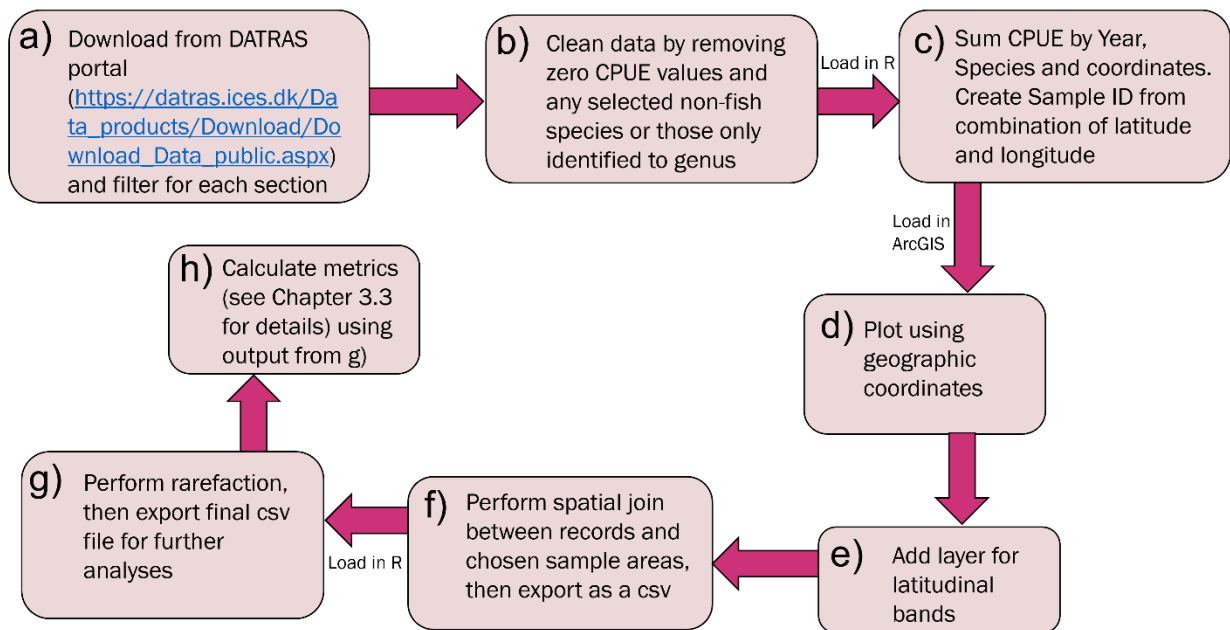 a) Download from DATRAS
portal
(https://datras.ices.dk/Da
ta_products/Download/Do
wnload_Data_public.aspx)
and filter for each section
b) Clean data by removing
zero CPUE values and
any selected non-fish
species or those only
identified to genus
Load in R
c) Sum CPUE by Year,
Species and coordinates.
Create Sample ID from
combination of latitude
and longitude
Load in
ArcGIS
d) Plot using
geographic
coordinates
e) Add layer for
latitudinal
bands
f) Perform spatial join
between records and
chosen sample areas,
then export as a csv
Load in R
g) Perform rarefaction,
then export final csv
file for further
analyses
h) Calculate metrics
(see Chapter 3.3
for details) using
output from g)